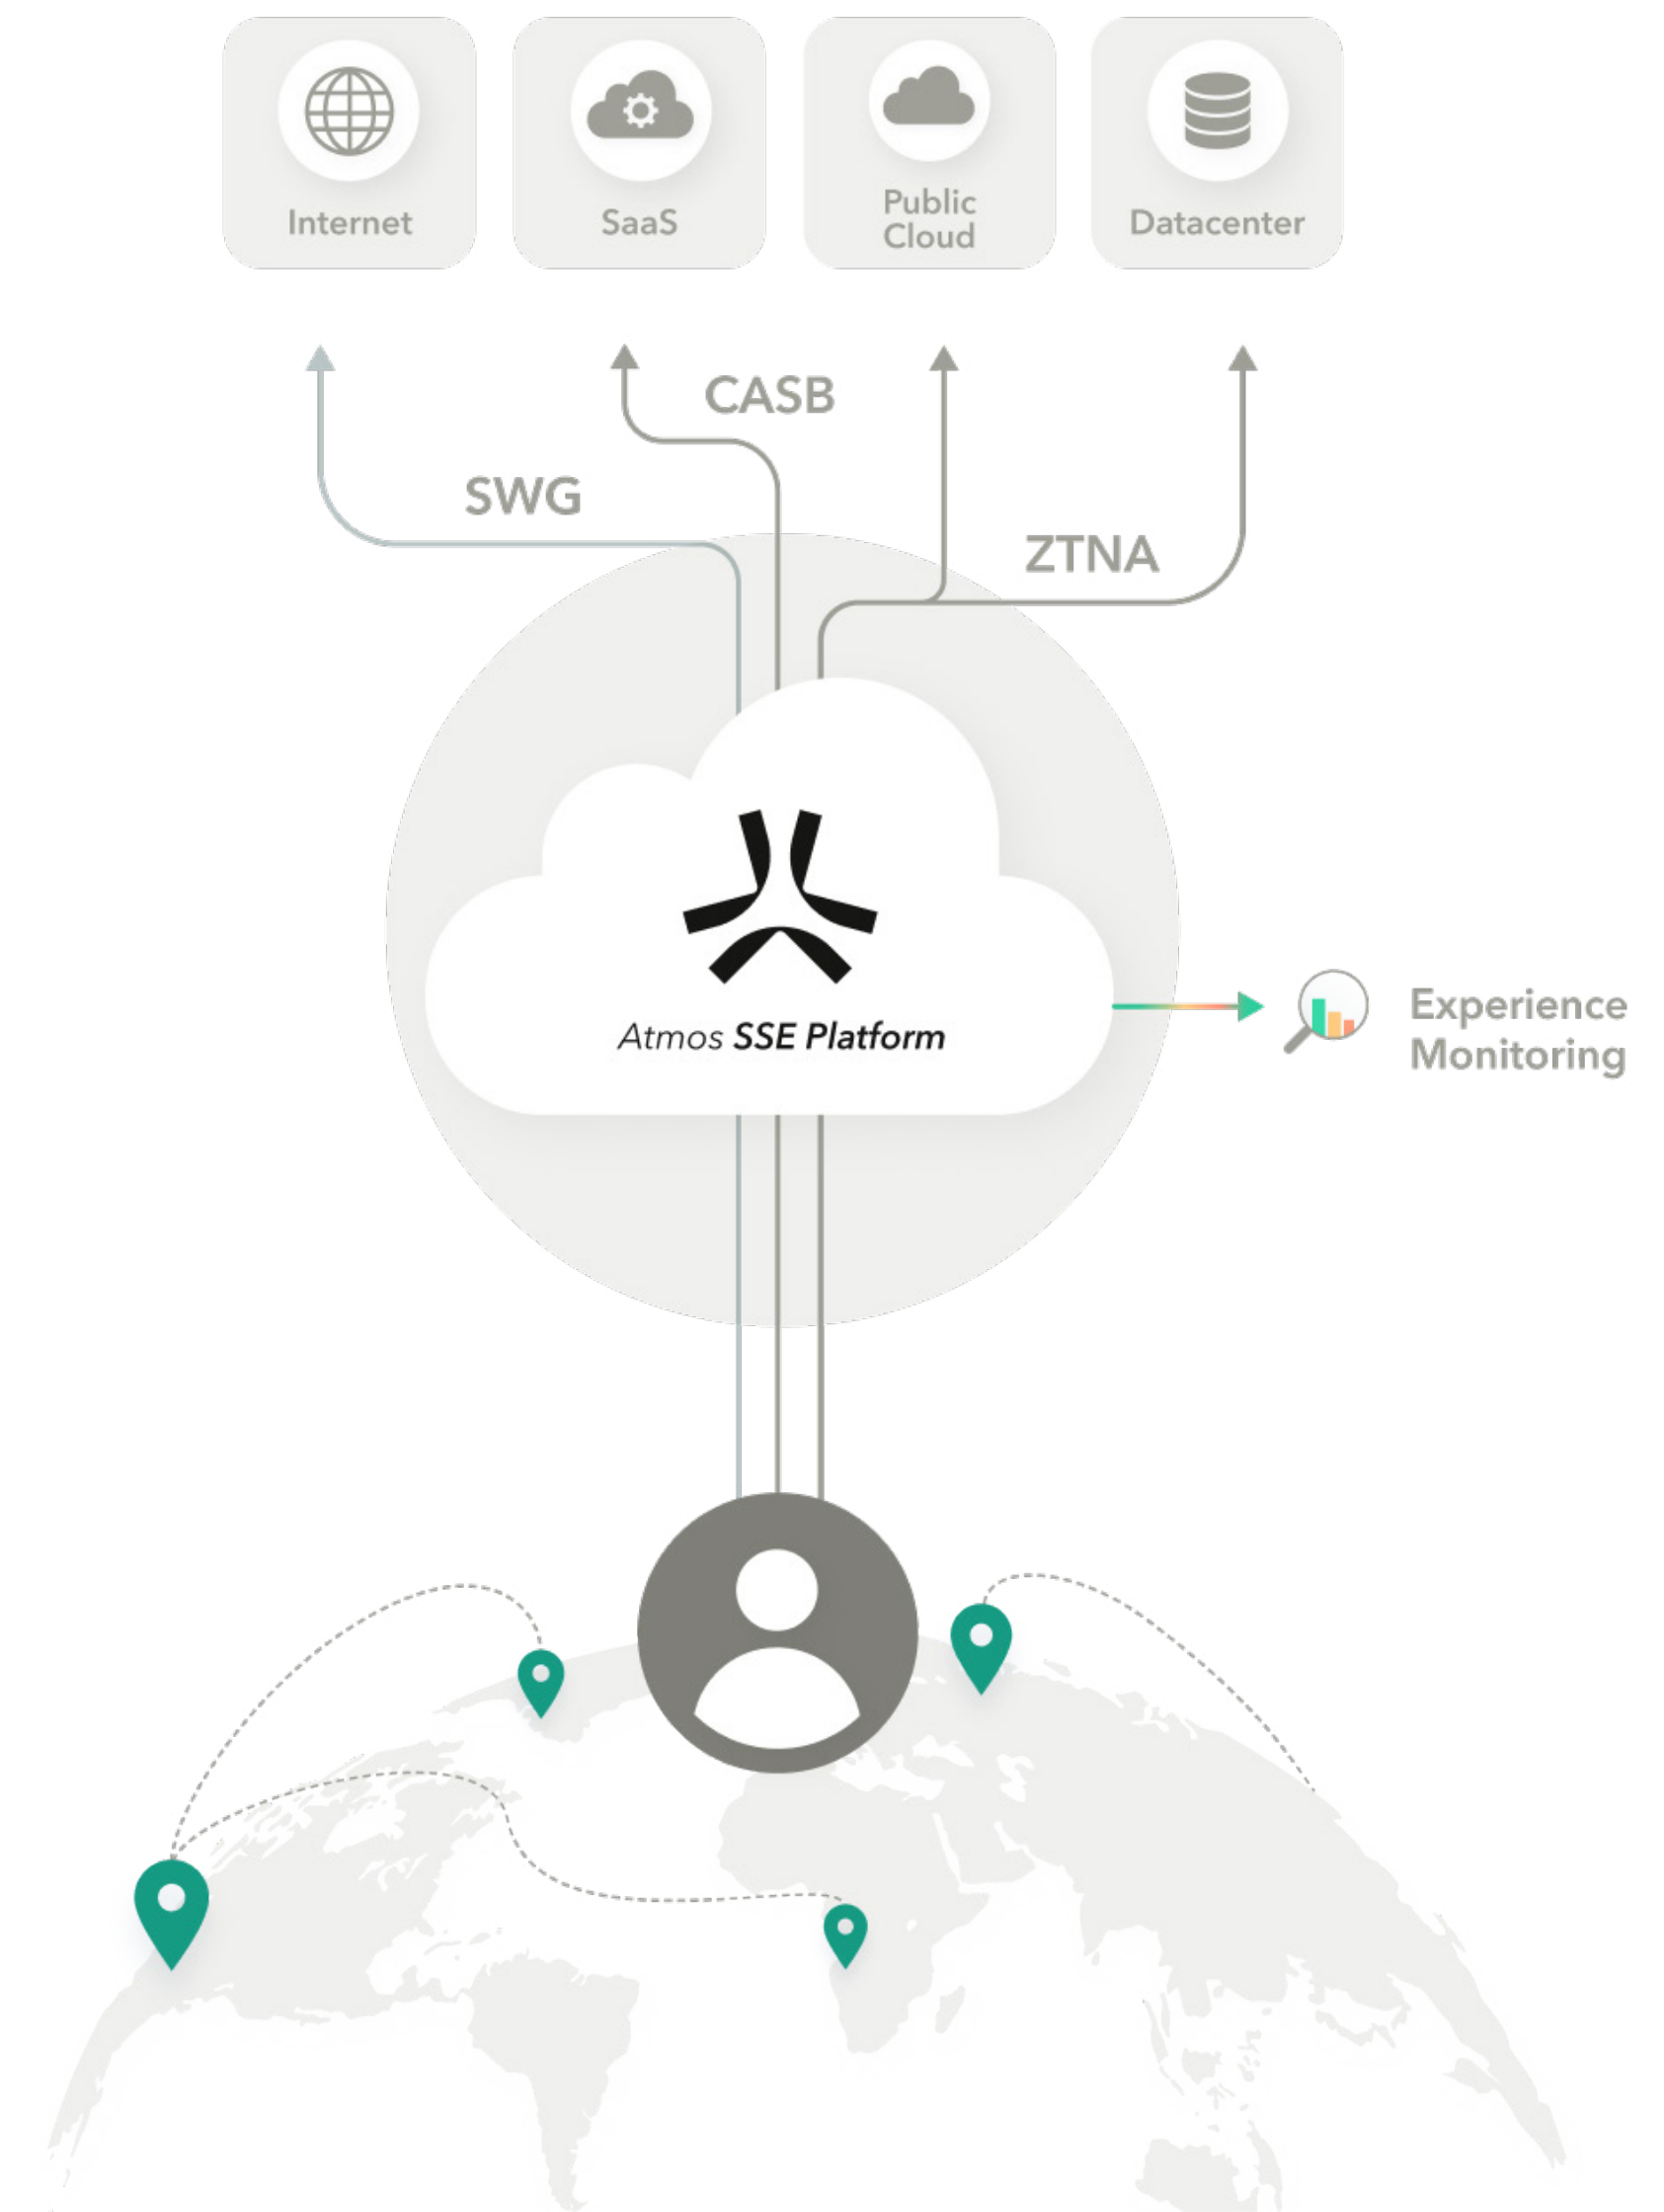 Internet
SaaS
Public
Cloud
Datacenter
CASB
SWG
ZTNA
Atmos SSE Platform
Experience
Monitoring